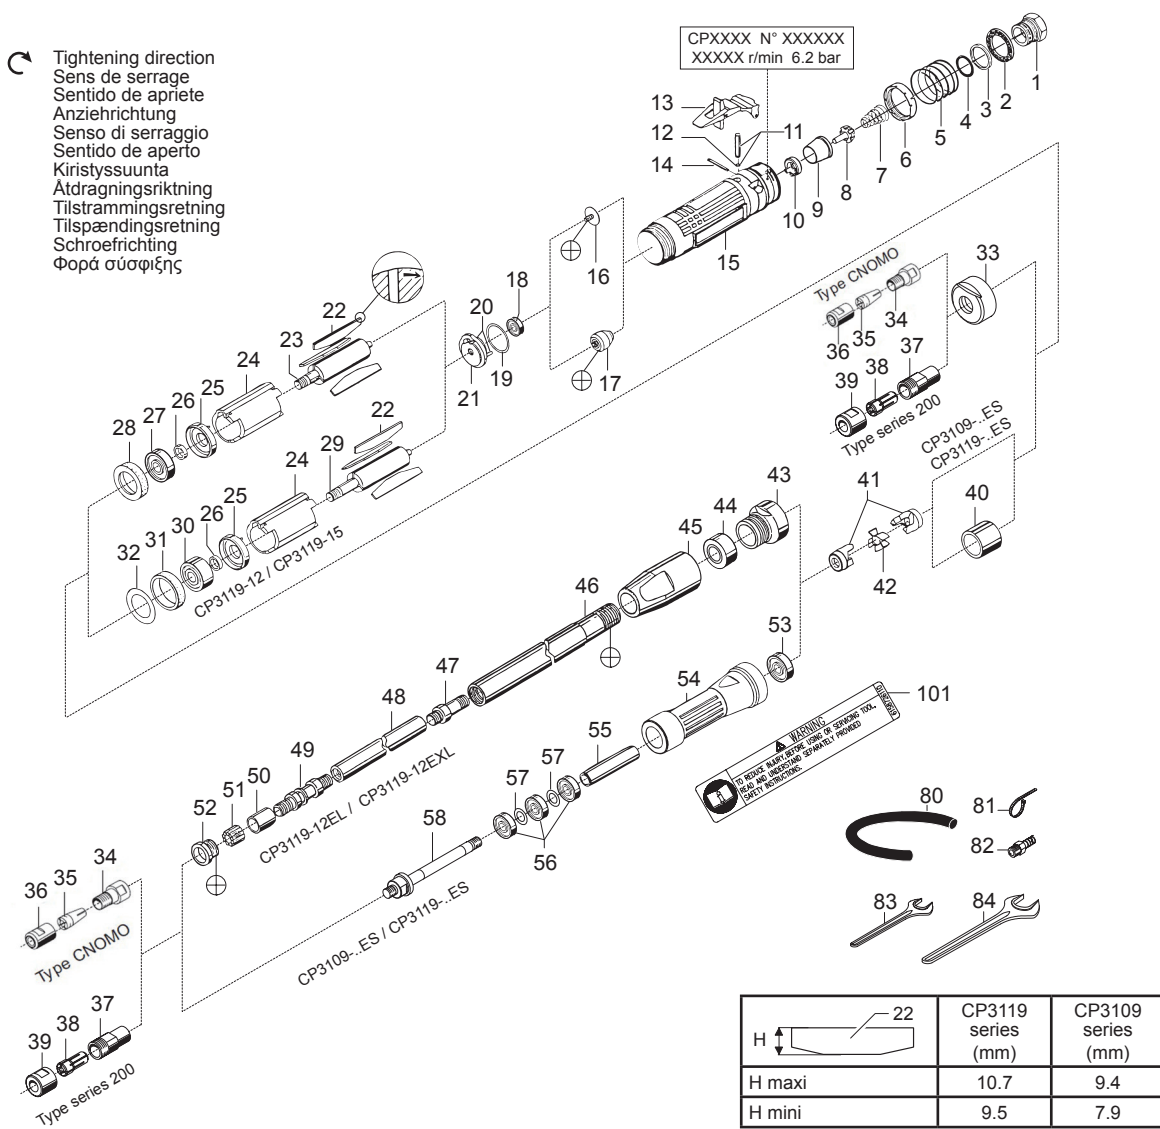 CPXXXX N° XXXXXX
XXXXX r/min 6.2 bar
Tightening direction
Sens de serrage
Sentido de apriete
Anziehrichtung
Senso di serraggio
Sentido de aperto
Kiristyssuunta
Åtdragningsriktning
Tilstrammingsretning
Tilspændingsretning
Schroefrichting
Φορά σύσφιξης
1
2
3
4
5
6
7
8
9
10
11
12
13
14
15
16
17
18
19
20
21
22
23
24
25
26
27
28
22
29
24
25
26
30
31
32
CP3119-12 / CP3119-15
Type CNOMO
33
34
35
36
37
38
39
Type series 200
CP3109-..ES
CP3119-..ES
40
41
42
43
44
45
46
47
48
49
50
51
52
CP3119-12EL / CP3119-12EXL
53
54
55
57
57
56
58
CP3109-..ES / CP3119-..ES
34
35
36
Type CNOMO
37
38
39
Type series 200
101
WARNING
TO REDUCE INJURY, BEFORE USING OR SERVICING TOOL,
READ AND UNDERSTAND SEPARATELY PROVIDED
SAFETY INSTRUCTIONS.
80
81
82
83
84
H
22
CP3119 series (mm)
CP3109 series (mm)
H maxi 10.7 9.4
H mini 9.5 7.9